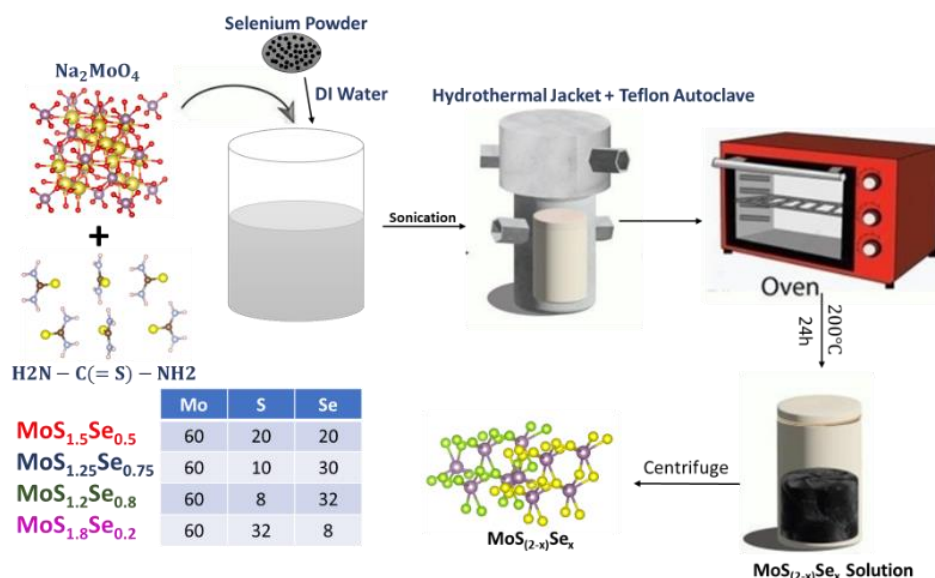 Selenium Powder
Na₂MoO₄
DI Water
Hydrothermal Jacket + Teflon Autoclave
Sonication
Oven
+
H2N − C(= S) − NH2
200°C
24h
Mo S Se
MoS₁.₅Se₀.₅ 60 20 20
MoS₁.₂₅Se₀.₇₅ 60 10 30
MoS₁.₂Se₀.₈ 60 8 32
MoS₁.₈Se₀.₂ 60 32 8
Centrifuge
MoS₍₂₋ₓ₎Seₓ
MoS₍₂₋ₓ₎Seₓ Solution